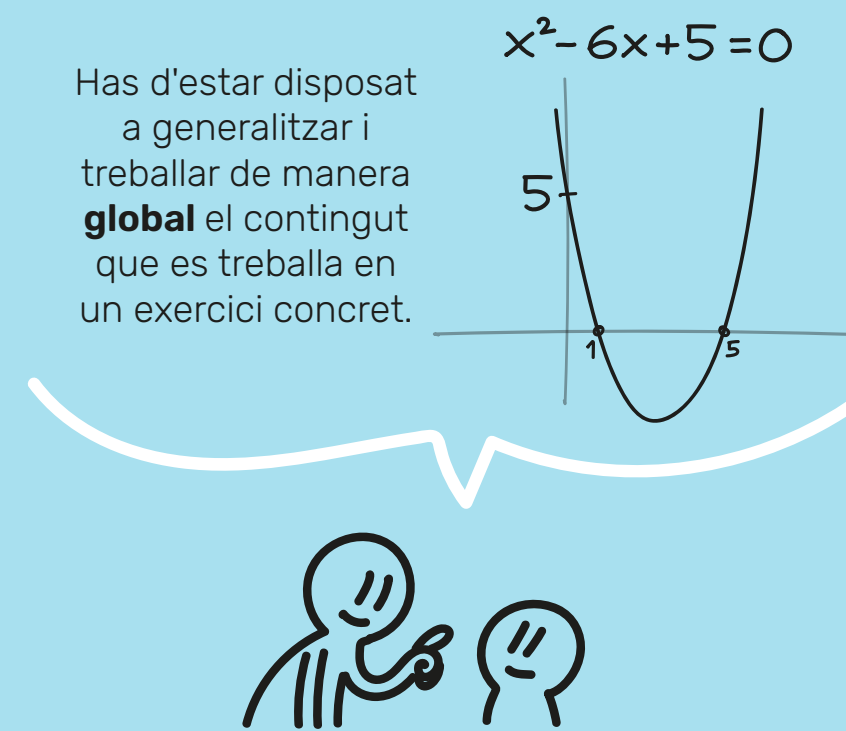 x²-6x+5=0
Has d'estar disposat
a generalitzar i
treballar de manera
global el contingut
que es treballa en
un exercici concret.
5
1
5